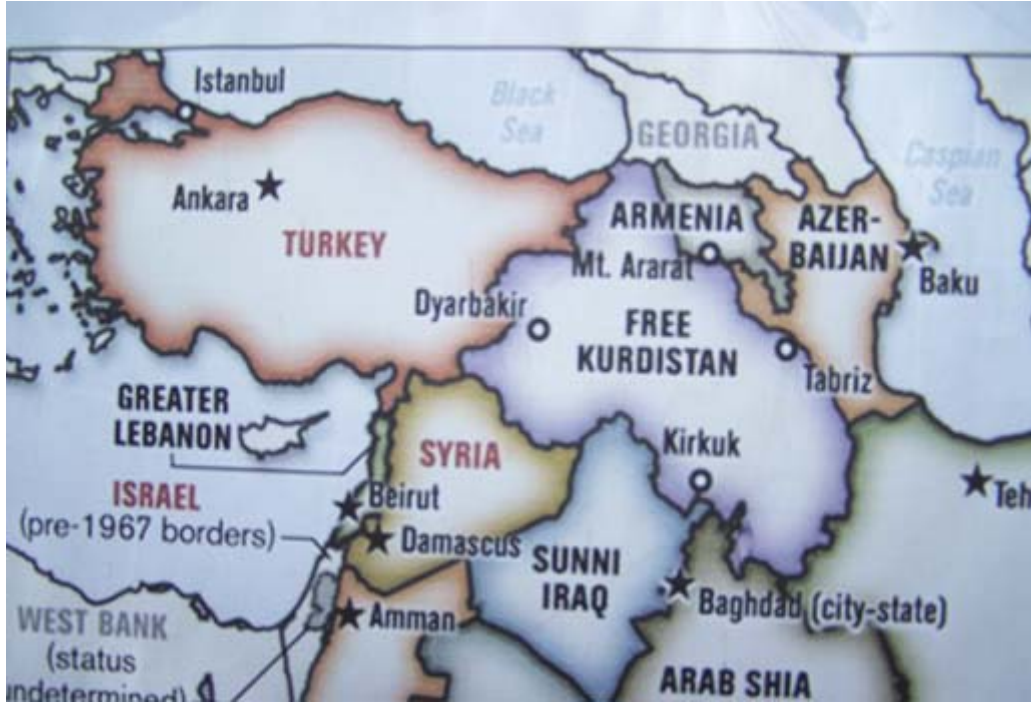 Istanbul
Black
Sea
GEORGIA
Caspian
Sea
Ankara
TURKEY
ARMENIA
AZER-
BAIJAN
Mt. Ararat
Baku
Dyarbakir
FREE
KURDISTAN
Tabriz
GREATER
LEBANON
SYRIA
Kirkuk
ISRAEL
(pre-1967 borders)
Beirut
Teh
Damascus
SUNNI
IRAQ
Baghdad (city-state)
WEST BANK
(status
undetermined)
Amman
ARAB SHIA